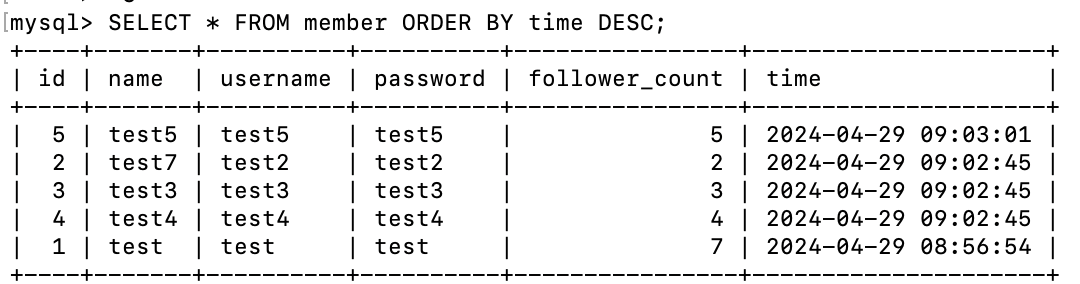 [mysql> SELECT * FROM member ORDER BY time DESC;
+----+-------+----------+----------+----------------+---------------------+
| id | name  | username | password | follower_count | time                |
+----+-------+----------+----------+----------------+---------------------+
|  5 | test5 | test5    | test5    |              5 | 2024-04-29 09:03:01 |
|  2 | test7 | test2    | test2    |              2 | 2024-04-29 09:02:45 |
|  3 | test3 | test3    | test3    |              3 | 2024-04-29 09:02:45 |
|  4 | test4 | test4    | test4    |              4 | 2024-04-29 09:02:45 |
|  1 | test  | test     | test     |              7 | 2024-04-29 08:56:54 |
+----+-------+----------+----------+----------------+---------------------+